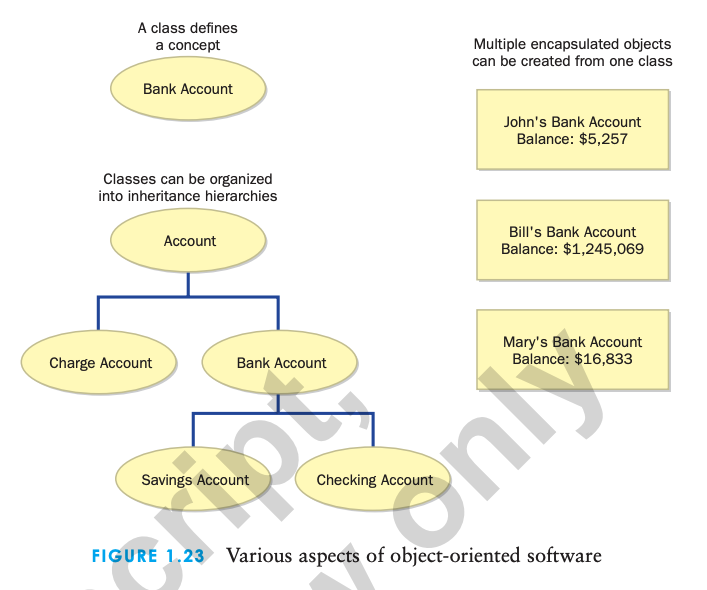 A class defines
a concept
Bank Account
Multiple encapsulated objects
can be created from one class
John's Bank Account
Balance: $5,257
Classes can be organized
into inheritance hierarchies
Account
Bill's Bank Account
Balance: $1,245,069
Charge Account
Bank Account
Mary's Bank Account
Balance: $16,833
Savings Account
Checking Account
FIGURE 1.23 Various aspects of object-oriented software
only